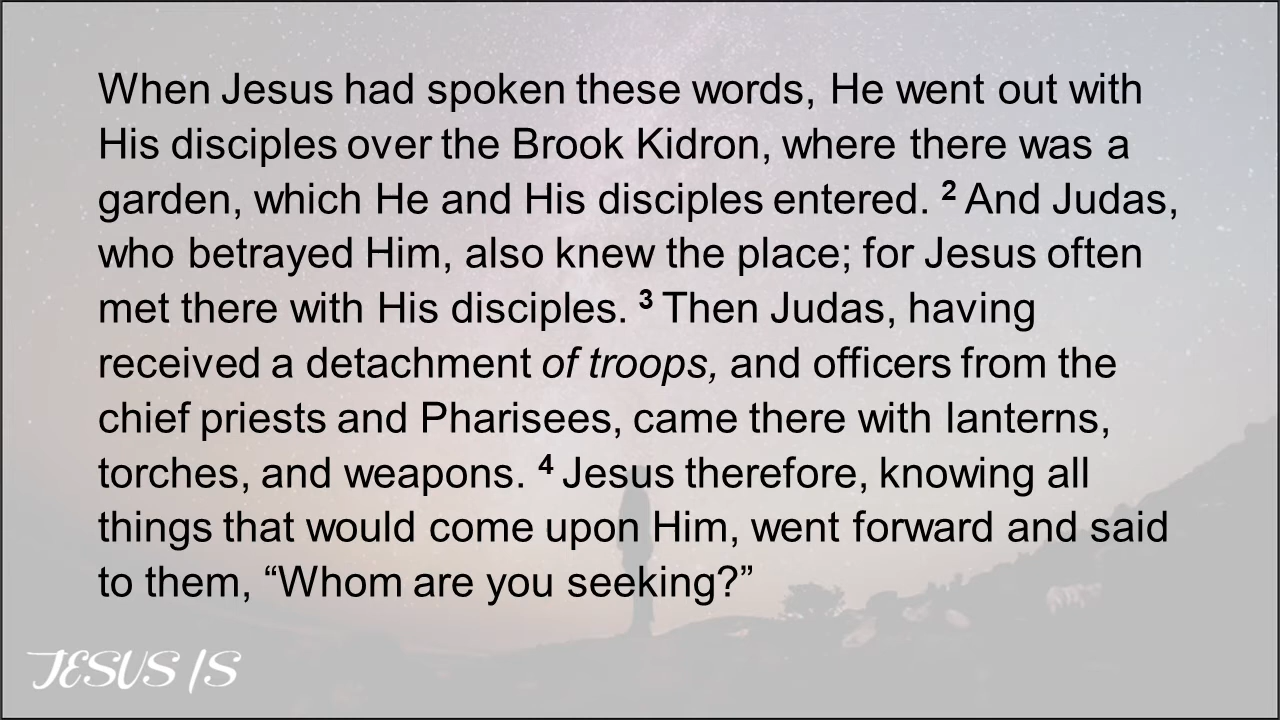 When Jesus had spoken these words, He went out with
His disciples over the Brook Kidron, where there was a
garden, which He and His disciples entered. 2 And Judas,
who betrayed Him, also knew the place; for Jesus often
met there with His disciples. 3 Then Judas, having
received a detachment of troops, and officers from the
chief priests and Pharisees, came there with lanterns,
torches, and weapons. 4 Jesus therefore, knowing all
things that would come upon Him, went forward and said
to them, “Whom are you seeking?”
JESUS IS